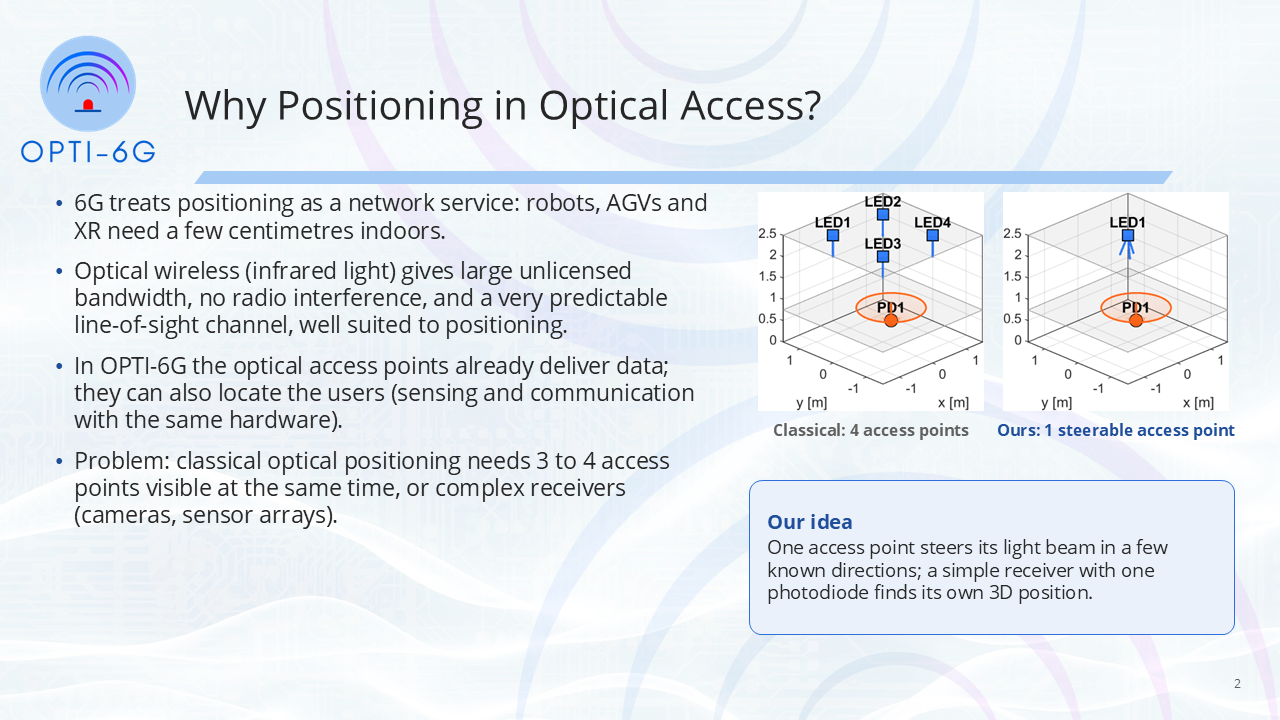 OPTI-6G
Why Positioning in Optical Access?
• 6G treats positioning as a network service: robots, AGVs and
XR need a few centimetres indoors.
• Optical wireless (infrared light) gives large unlicensed
bandwidth, no radio interference, and a very predictable
line-of-sight channel, well suited to positioning.
• In OPTI-6G the optical access points already deliver data;
they can also locate the users (sensing and communication
with the same hardware).
• Problem: classical optical positioning needs 3 to 4 access
points visible at the same time, or complex receivers
(cameras, sensor arrays).
LED2
LED1
LED4
LED3
PD1
2.5
2
1.5
1
0.5
0
1
0
-1
-1
0
1
y [m]
x [m]
Classical: 4 access points
LED1
PD1
2.5
2
1.5
1
0.5
0
1
0
-1
-1
0
1
y [m]
x [m]
Ours: 1 steerable access point
Our idea
One access point steers its light beam in a few
known directions; a simple receiver with one
photodiode finds its own 3D position.
2